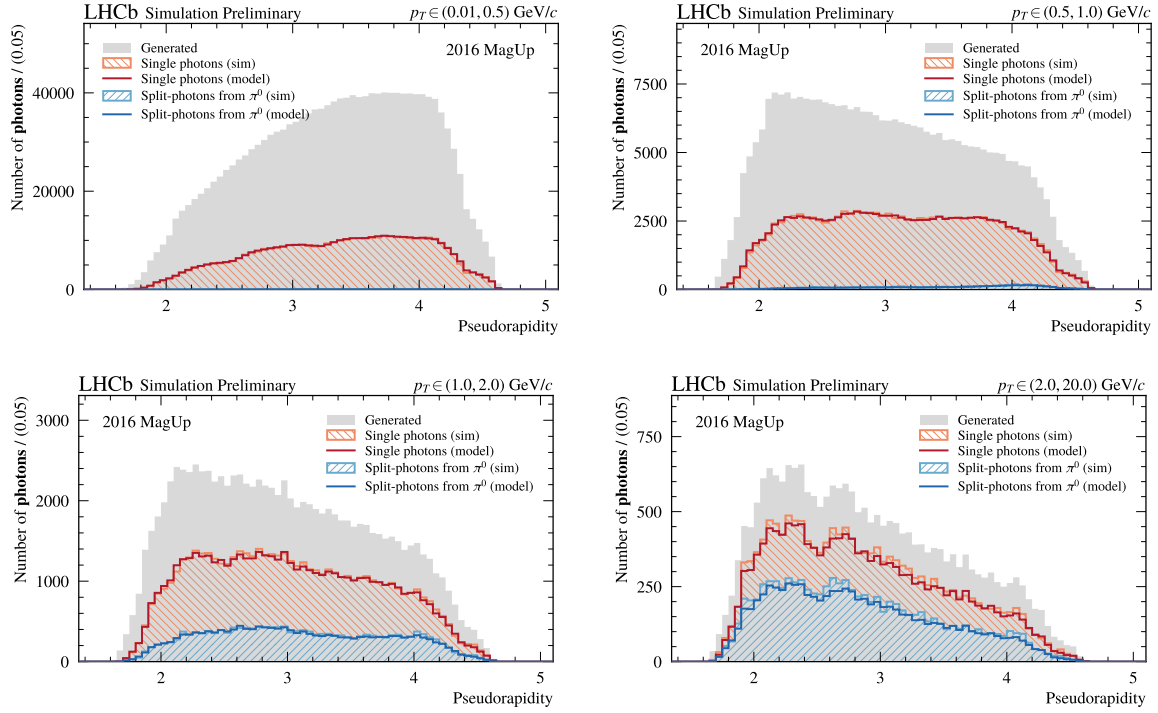 LHCb Simulation Preliminary
p_T ∈ (0.01, 0.5) GeV/c
2016 MagUp
Generated
Single photons (sim)
Single photons (model)
Split-photons from π⁰ (sim)
Split-photons from π⁰ (model)
Number of photons / (0.05)
40000
20000
0
2 3 4 5
Pseudorapidity
LHCb Simulation Preliminary
p_T ∈ (0.5, 1.0) GeV/c
2016 MagUp
Generated
Single photons (sim)
Single photons (model)
Split-photons from π⁰ (sim)
Split-photons from π⁰ (model)
Number of photons / (0.05)
7500
5000
2500
0
2 3 4 5
Pseudorapidity
LHCb Simulation Preliminary
p_T ∈ (1.0, 2.0) GeV/c
2016 MagUp
Generated
Single photons (sim)
Single photons (model)
Split-photons from π⁰ (sim)
Split-photons from π⁰ (model)
Number of photons / (0.05)
3000
2000
1000
0
2 3 4 5
Pseudorapidity
LHCb Simulation Preliminary
p_T ∈ (2.0, 20.0) GeV/c
2016 MagUp
Generated
Single photons (sim)
Single photons (model)
Split-photons from π⁰ (sim)
Split-photons from π⁰ (model)
Number of photons / (0.05)
750
500
250
0
2 3 4 5
Pseudorapidity